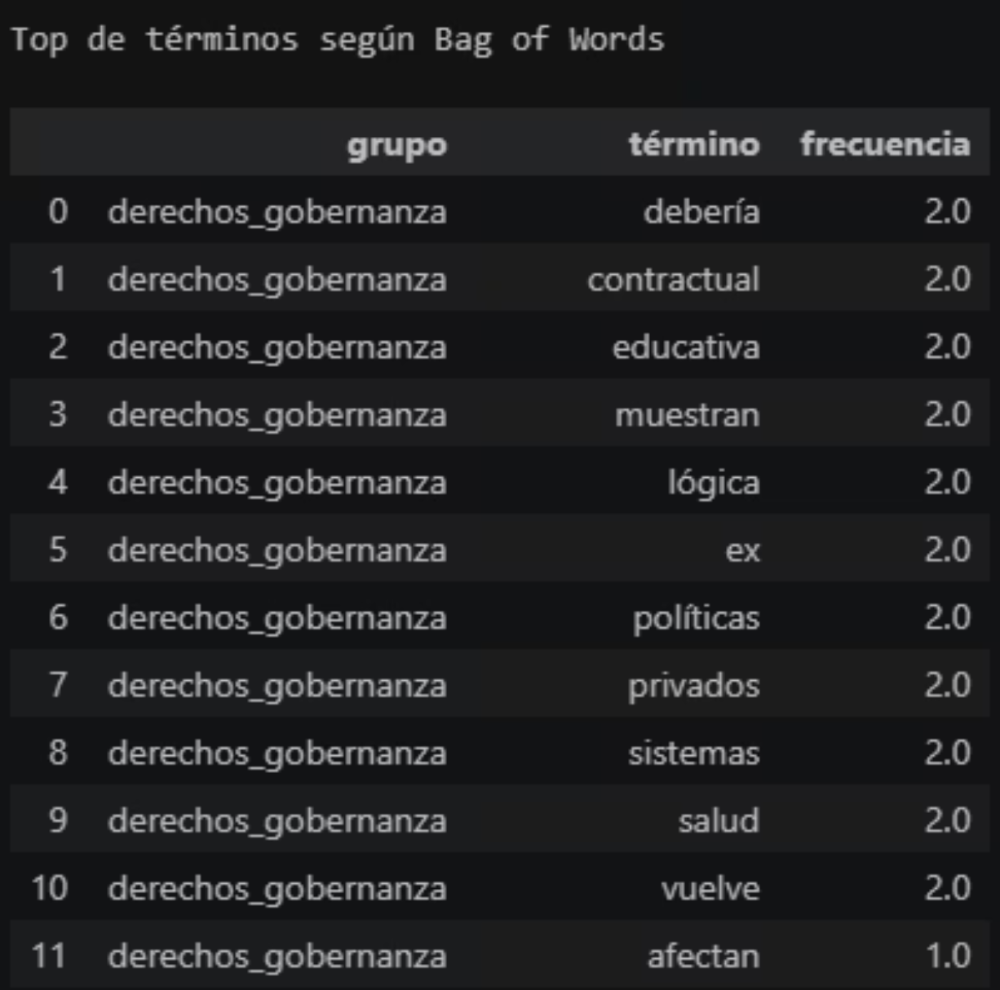 Top de términos según Bag of Words
grupo término frecuencia
0 derechos_gobernanza debería 2.0
1 derechos_gobernanza contractual 2.0
2 derechos_gobernanza educativa 2.0
3 derechos_gobernanza muestran 2.0
4 derechos_gobernanza lógica 2.0
5 derechos_gobernanza ex 2.0
6 derechos_gobernanza políticas 2.0
7 derechos_gobernanza privados 2.0
8 derechos_gobernanza sistemas 2.0
9 derechos_gobernanza salud 2.0
10 derechos_gobernanza vuelve 2.0
11 derechos_gobernanza afectan 1.0